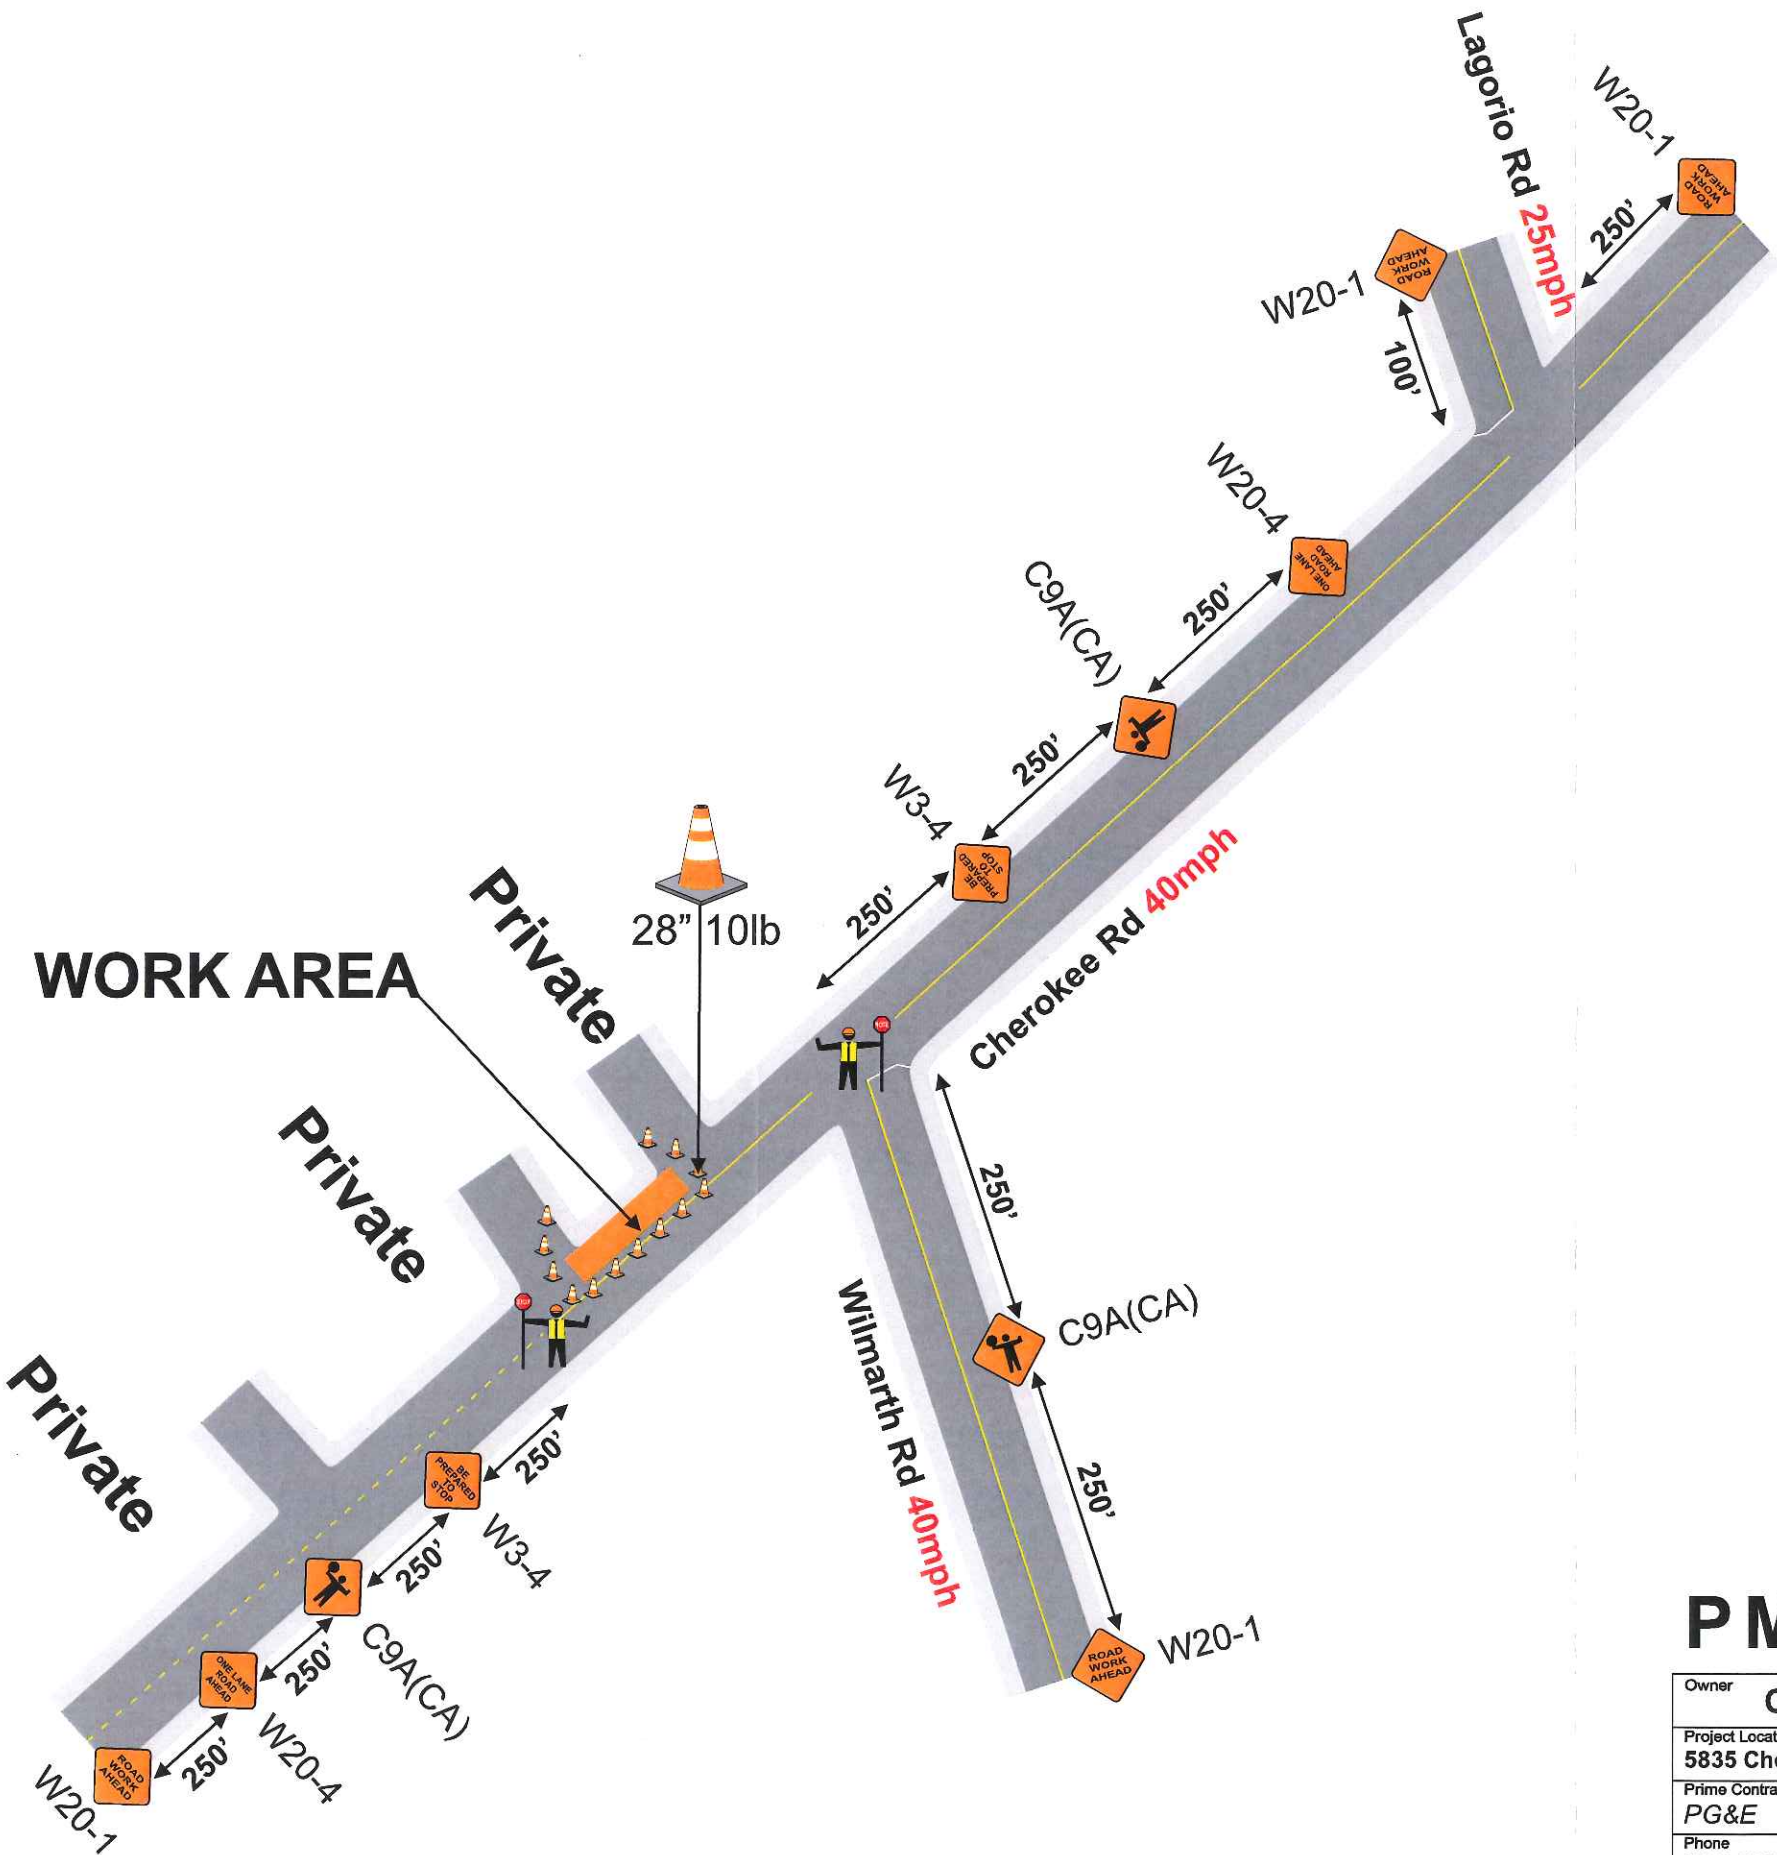 Lagorio Rd 25mph
W20-1
ROAD
WORK
AHEAD
250'
W20-1
ROAD
WORK
AHEAD
100'
W20-4
ONE LANE
ROAD
AHEAD
250'
C9A(CA)
250'
W3-4
BE
PREPARED
TO
STOP
250'
Cherokee Rd 40mph
28" 10lb
WORK AREA
Private
Private
Private
STOP
STOP
250'
C9A(CA)
250'
Wilmarth Rd 40mph
W20-1
ROAD
WORK
AHEAD
250'
BE
PREPARED
TO
STOP
W3-4
250'
C9A(CA)
250'
ONE LANE
ROAD
AHEAD
W20-4
250'
ROAD
WORK
AHEAD
W20-1
P
Owner
Project Locat
5835 Che
Prime Contra
PG&E
Phone